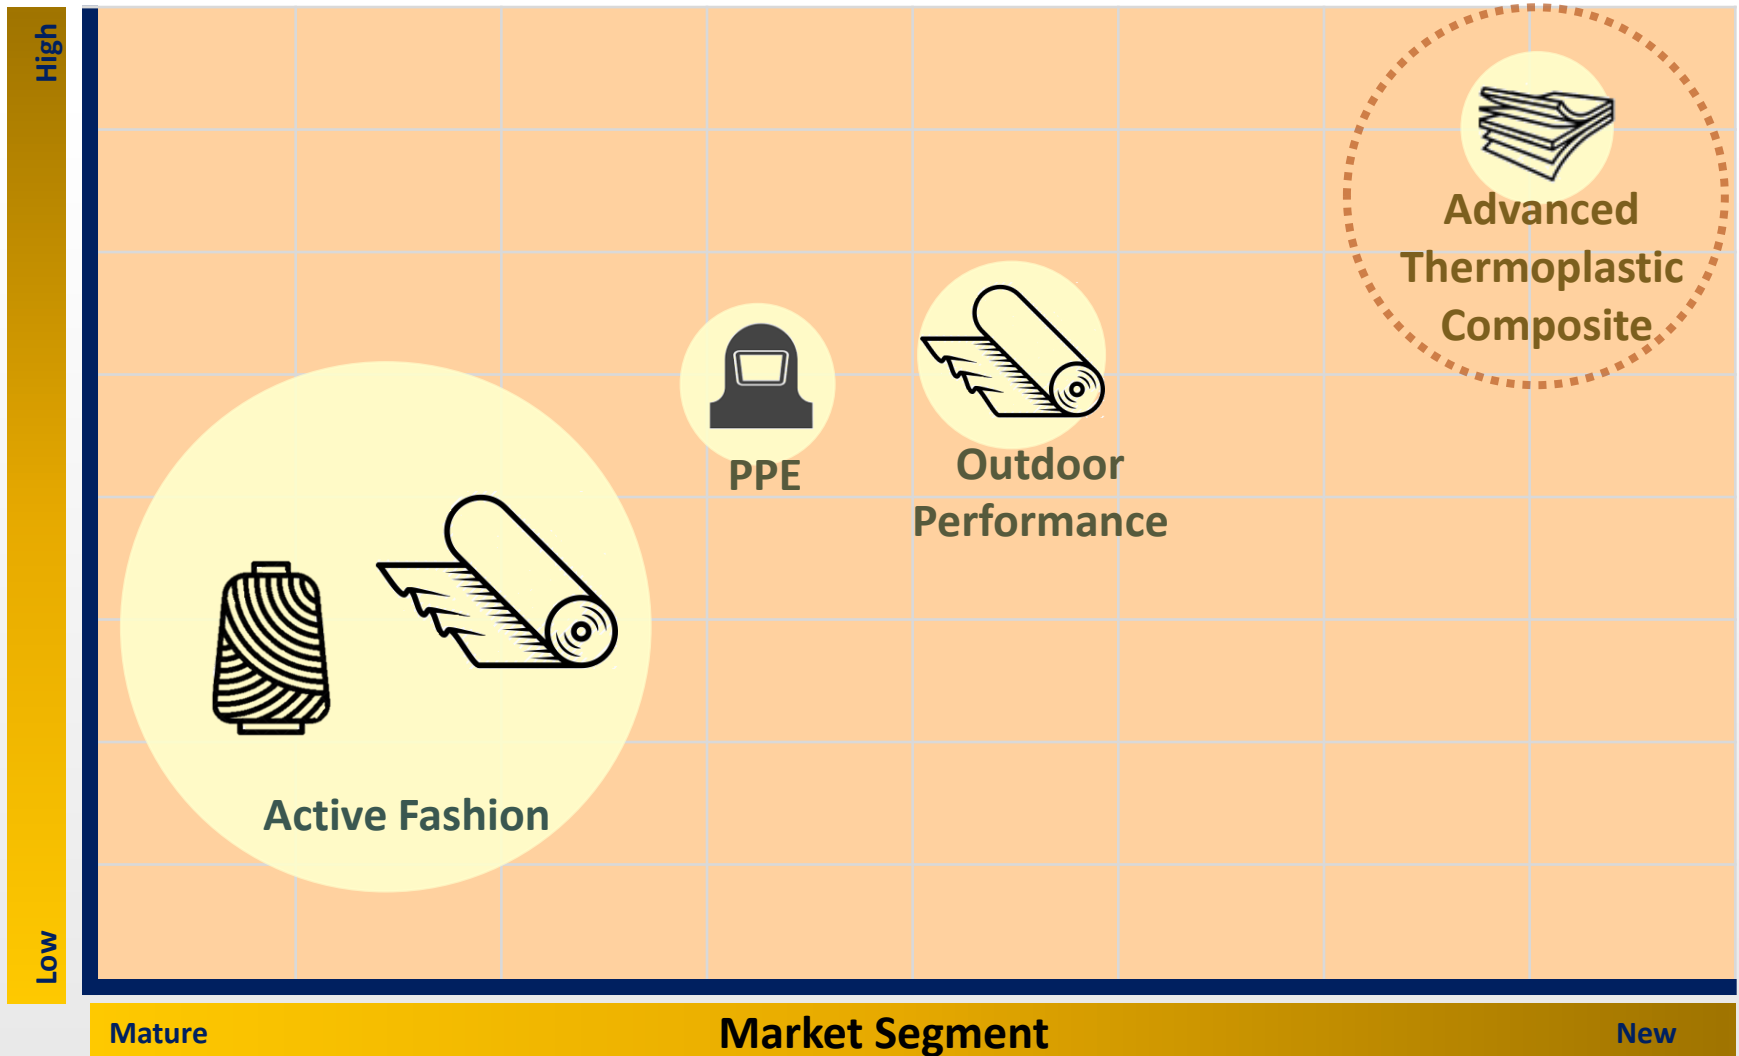 High
Advanced
Thermoplastic
Composite
PPE
Outdoor
Performance
Active Fashion
Low
Mature
Market Segment
New